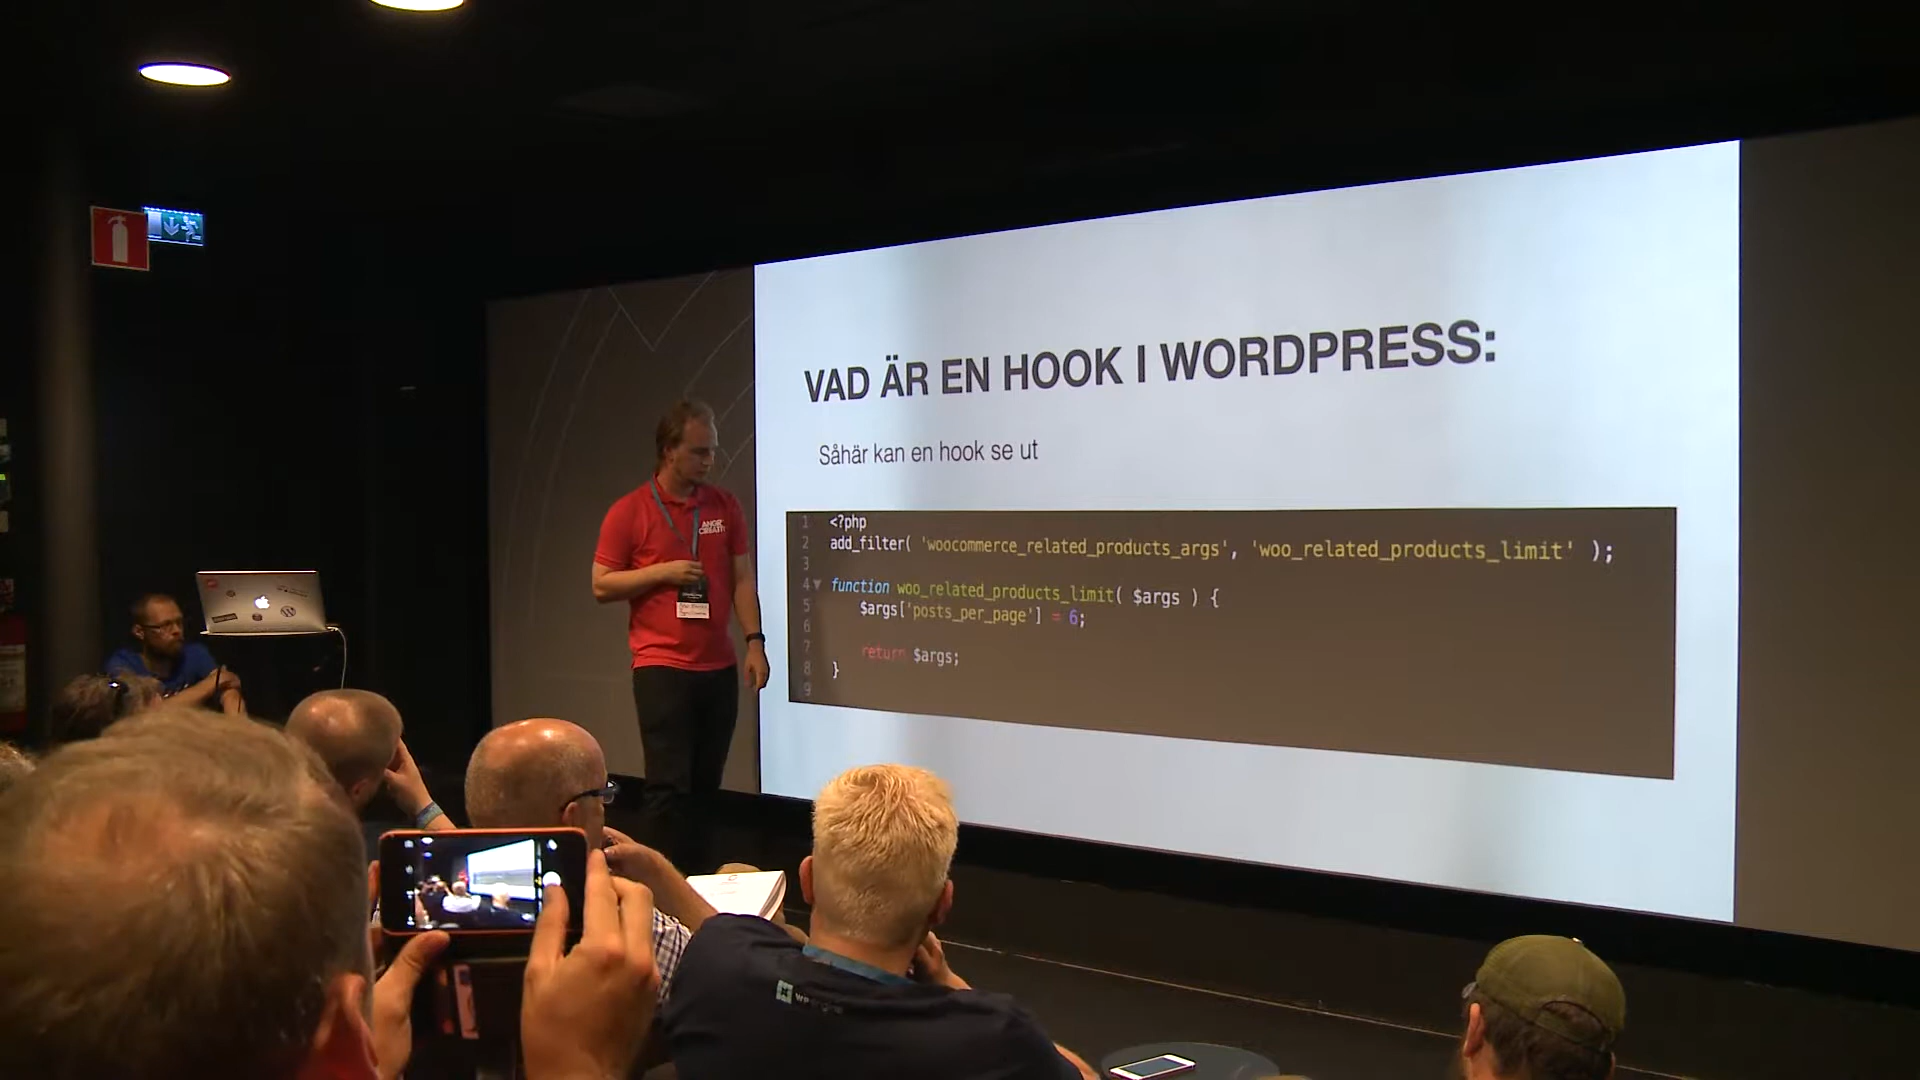 VAD ÄR EN HOOK I WORDPRESS:
Såhär kan en hook se ut
1 <?php
2 add_filter( 'woocommerce_related_products_args', 'woo_related_products_limit' );
3
4 function woo_related_products_limit( $args ) {
5 $args['posts_per_page'] = 6;
6
7 return $args;
8 }
9